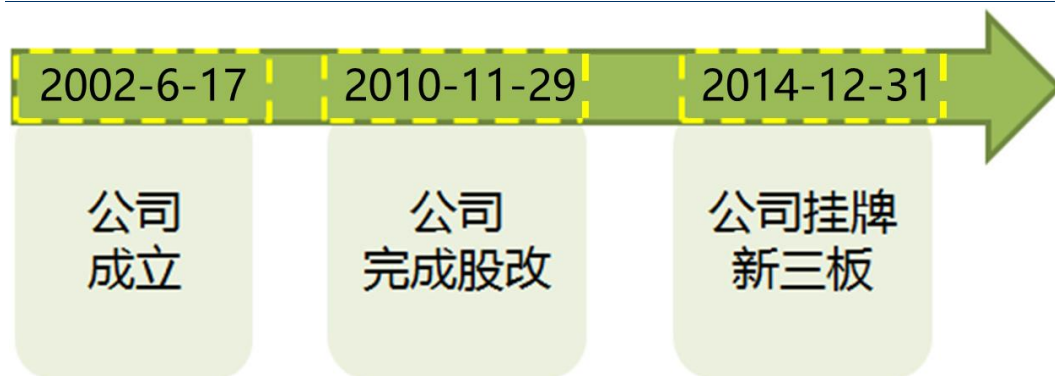 2002-6-17
2010-11-29
2014-12-31
公司
成立
公司
完成股改
公司挂牌
新三板